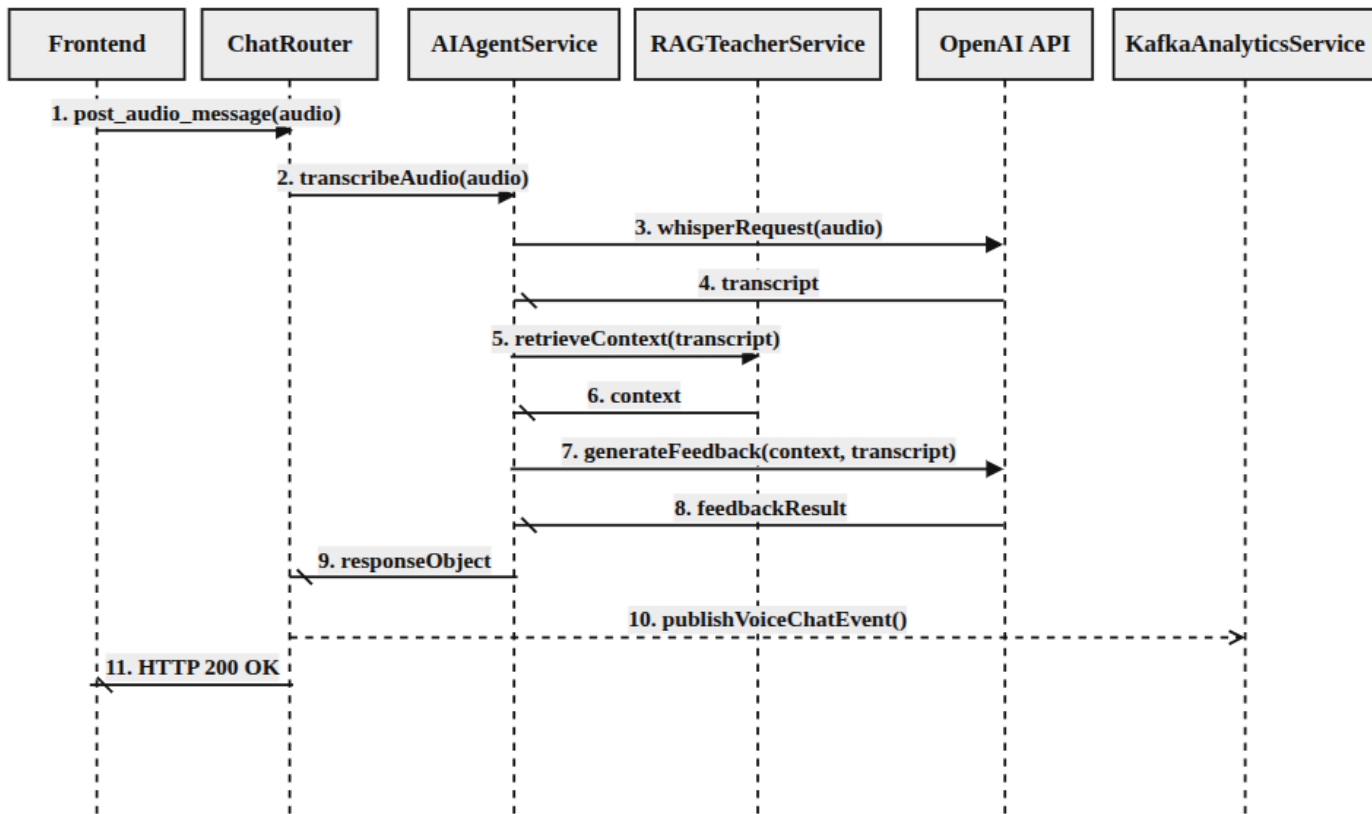 Frontend
ChatRouter
AIAgentService
RAGTeacherService
OpenAI API
KafkaAnalyticsService
1. post_audio_message(audio)
2. transcribeAudio(audio)
3. whisperRequest(audio)
4. transcript
5. retrieveContext(transcript)
6. context
7. generateFeedback(context, transcript)
8. feedbackResult
9. responseObject
10. publishVoiceChatEvent()
11. HTTP 200 OK